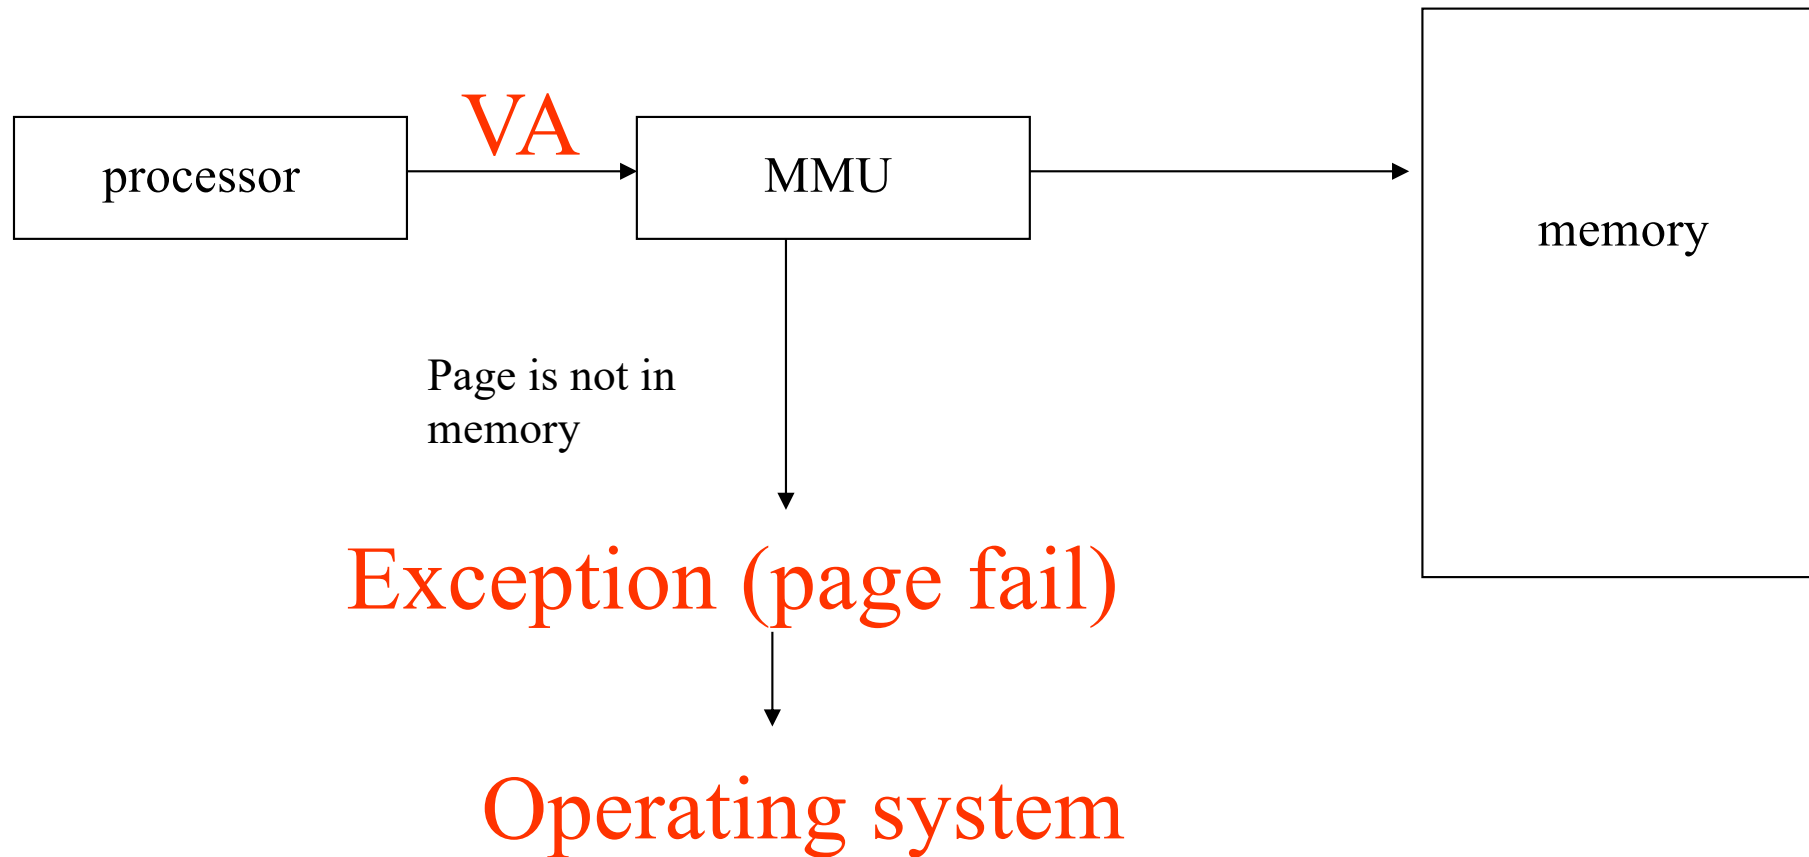 VA
processor
MMU
memory
Page is not in
memory
Exception (page fail)
Operating system